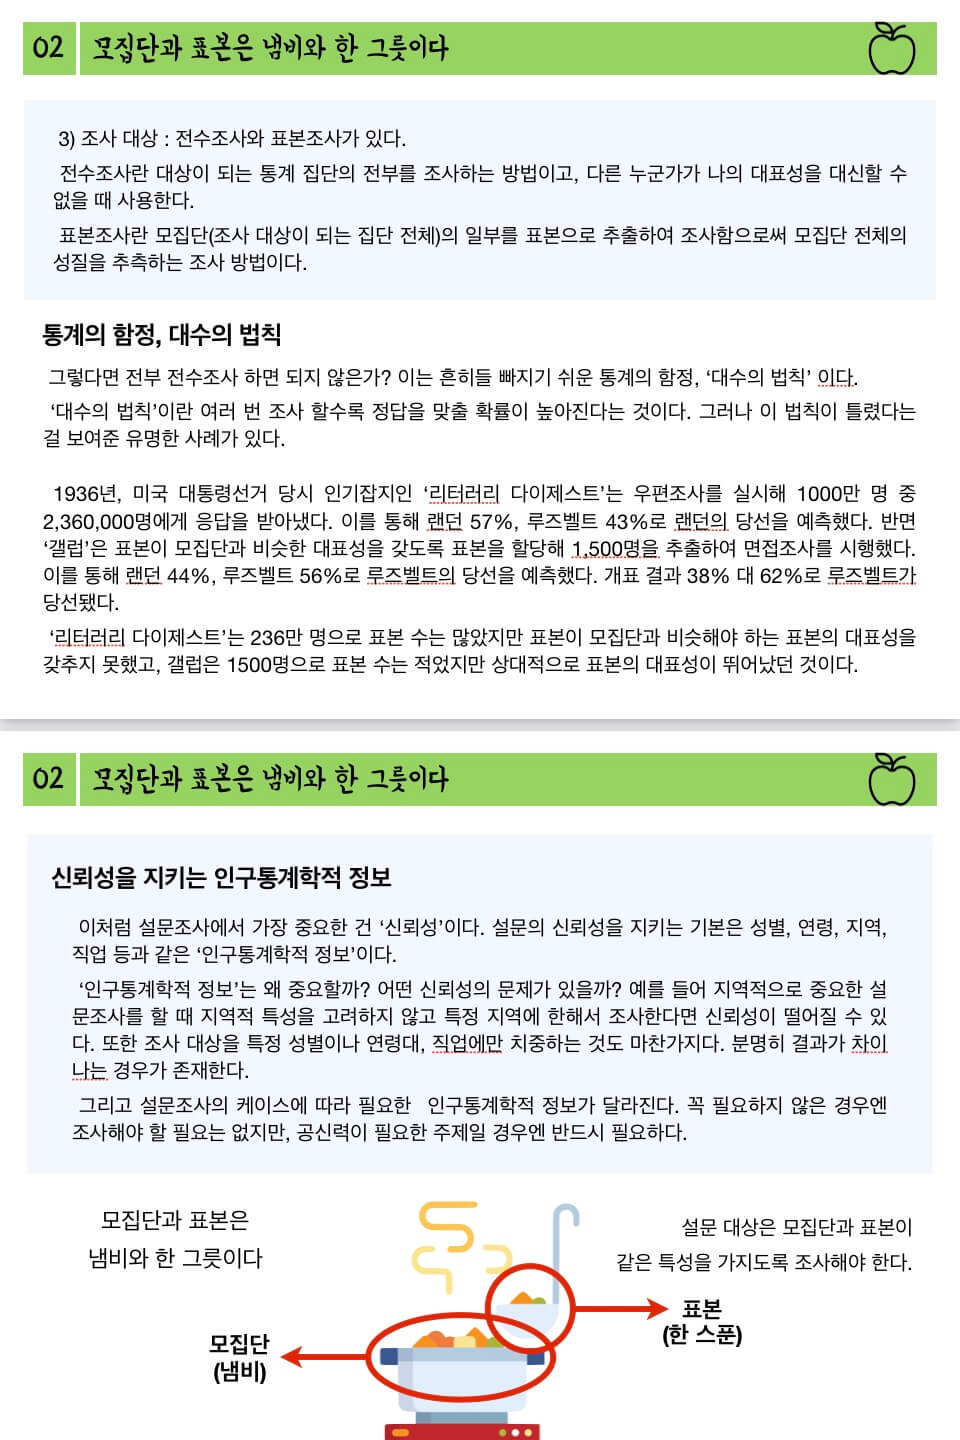 02 모집단과 표본은 냄비와 한 그릇이다
3) 조사 대상 : 전수조사와 표본조사가 있다.
전수조사란 대상이 되는 통계 집단의 전부를 조사하는 방법이고, 다른 누군가가 나의 대표성을 대신할 수
없을 때 사용한다.
표본조사란 모집단(조사 대상이 되는 집단 전체)의 일부를 표본으로 추출하여 조사함으로써 모집단 전체의
성질을 추측하는 조사 방법이다.
통계의 함정, 대수의 법칙
그렇다면 전부 전수조사 하면 되지 않은가? 이는 흔히들 빠지기 쉬운 통계의 함정, ‘대수의 법칙’ 이다.
‘대수의 법칙’이란 여러 번 조사 할수록 정답을 맞출 확률이 높아진다는 것이다. 그러나 이 법칙이 틀렸다는
걸 보여준 유명한 사례가 있다.
1936년, 미국 대통령선거 당시 인기잡지인 ‘리터러리 다이제스트’는 우편조사를 실시해 1000만 명 중
2,360,000명에게 응답을 받아냈다. 이를 통해 랜던 57%, 루즈벨트 43%로 랜던의 당선을 예측했다. 반면
‘갤럽’은 표본이 모집단과 비슷한 대표성을 갖도록 표본을 할당해 1,500명을 추출하여 면접조사를 시행했다.
이를 통해 랜던 44%, 루즈벨트 56%로 루즈벨트의 당선을 예측했다. 개표 결과 38% 대 62%로 루즈벨트가
당선됐다.
‘리터러리 다이제스트’는 236만 명으로 표본 수는 많았지만 표본이 모집단과 비슷해야 하는 표본의 대표성을
갖추지 못했고, 갤럽은 1500명으로 표본 수는 적었지만 상대적으로 표본의 대표성이 뛰어났던 것이다.
02 모집단과 표본은 냄비와 한 그릇이다
신뢰성을 지키는 인구통계학적 정보
이처럼 설문조사에서 가장 중요한 건 ‘신뢰성’이다. 설문의 신뢰성을 지키는 기본은 성별, 연령, 지역,
직업 등과 같은 ‘인구통계학적 정보’이다.
‘인구통계학적 정보’는 왜 중요할까? 어떤 신뢰성의 문제가 있을까? 예를 들어 지역적으로 중요한 설
문조사를 할 때 지역적 특성을 고려하지 않고 특정 지역에 한해서 조사한다면 신뢰성이 떨어질 수 있
다. 또한 조사 대상을 특정 성별이나 연령대, 직업에만 치중하는 것도 마찬가지다. 분명히 결과가 차이
나는 경우가 존재한다.
그리고 설문조사의 케이스에 따라 필요한 인구통계학적 정보가 달라진다. 꼭 필요하지 않은 경우엔
조사해야 할 필요는 없지만, 공신력이 필요한 주제일 경우엔 반드시 필요하다.
모집단과 표본은
냄비와 한 그릇이다
설문 대상은 모집단과 표본이
같은 특성을 가지도록 조사해야 한다.
표본
(한 스푼)
모집단
(냄비)